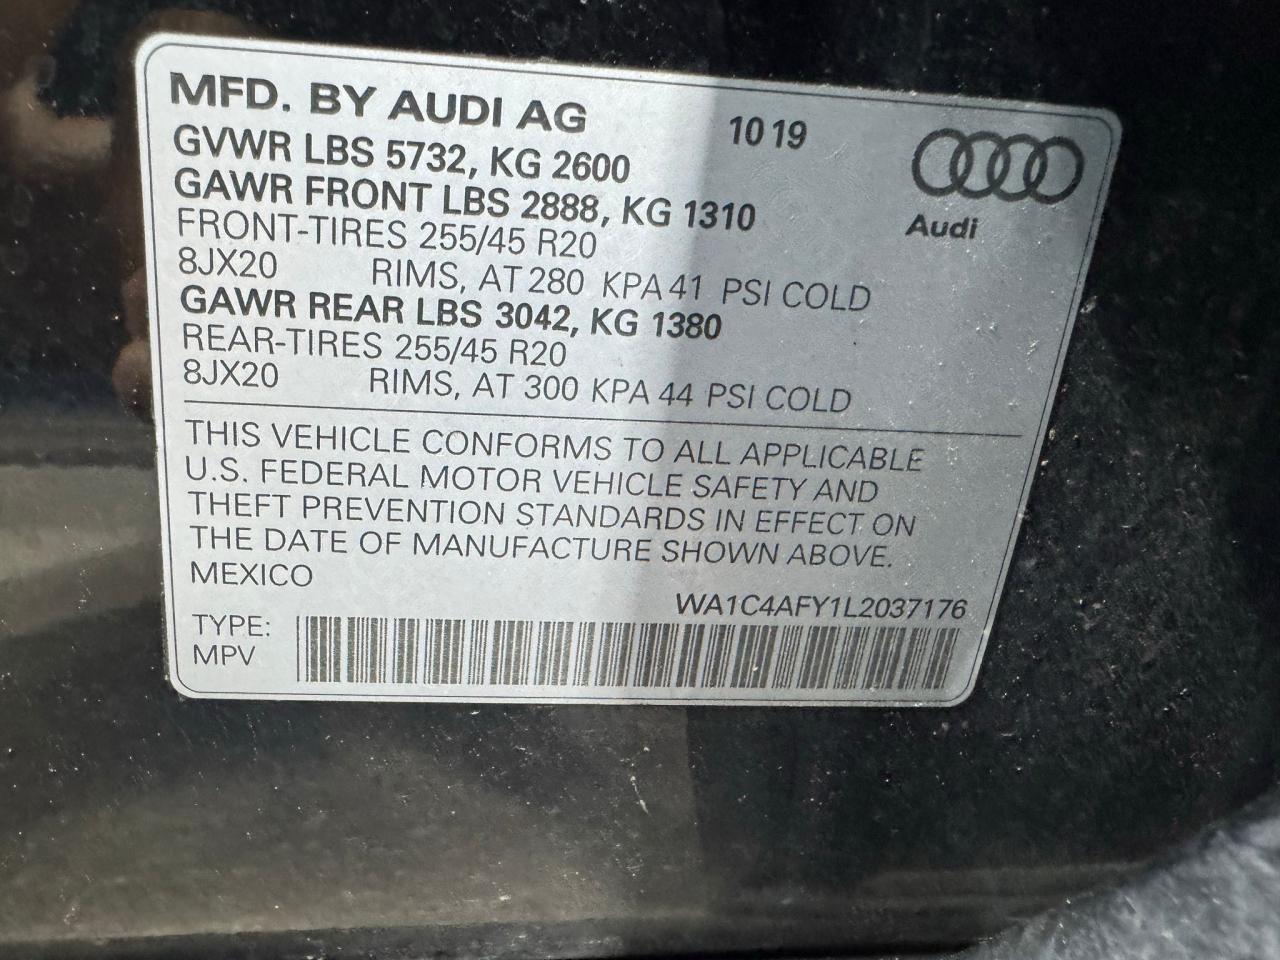 MFD. BY AUDI AG 10 19
GVWR LBS 5732, KG 2600
GAWR FRONT LBS 2888, KG 1310
Audi
FRONT-TIRES 255/45 R20
8JX20 RIMS, AT 280 KPA 41 PSI COLD
GAWR REAR LBS 3042, KG 1380
REAR-TIRES 255/45 R20
8JX20 RIMS, AT 300 KPA 44 PSI COLD
THIS VEHICLE CONFORMS TO ALL APPLICABLE
U.S. FEDERAL MOTOR VEHICLE SAFETY AND
THEFT PREVENTION STANDARDS IN EFFECT ON
THE DATE OF MANUFACTURE SHOWN ABOVE.
MEXICO
WA1C4AFY1L2037176
TYPE:
MPV